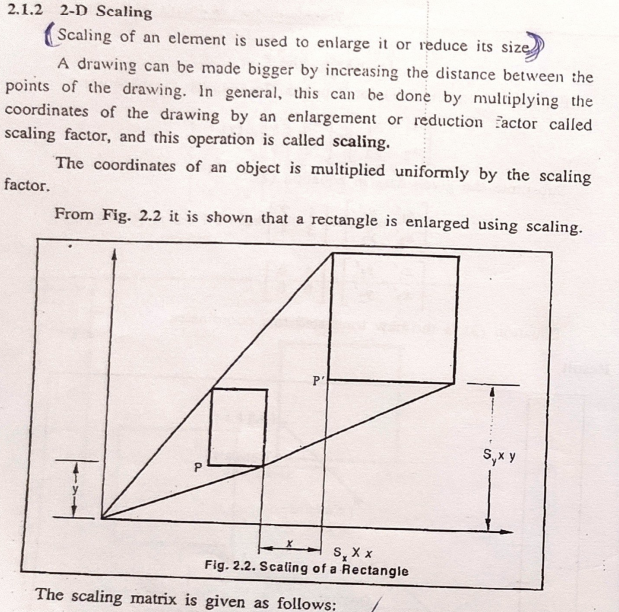 2.1.2 2-D Scaling
Scaling of an element is used to enlarge it or reduce its size
A drawing can be made bigger by increasing the distance between the
points of the drawing. In general, this can be done by multiplying the
coordinates of the drawing by an enlargement or reduction factor called
scaling factor, and this operation is called scaling.
The coordinates of an object is multiplied uniformly by the scaling
factor.
From Fig. 2.2 it is shown that a rectangle is enlarged using scaling.
P'
P
Sy x y
y
x
Sx X x
Fig. 2.2. Scaling of a Rectangle
The scaling matrix is given as follows: